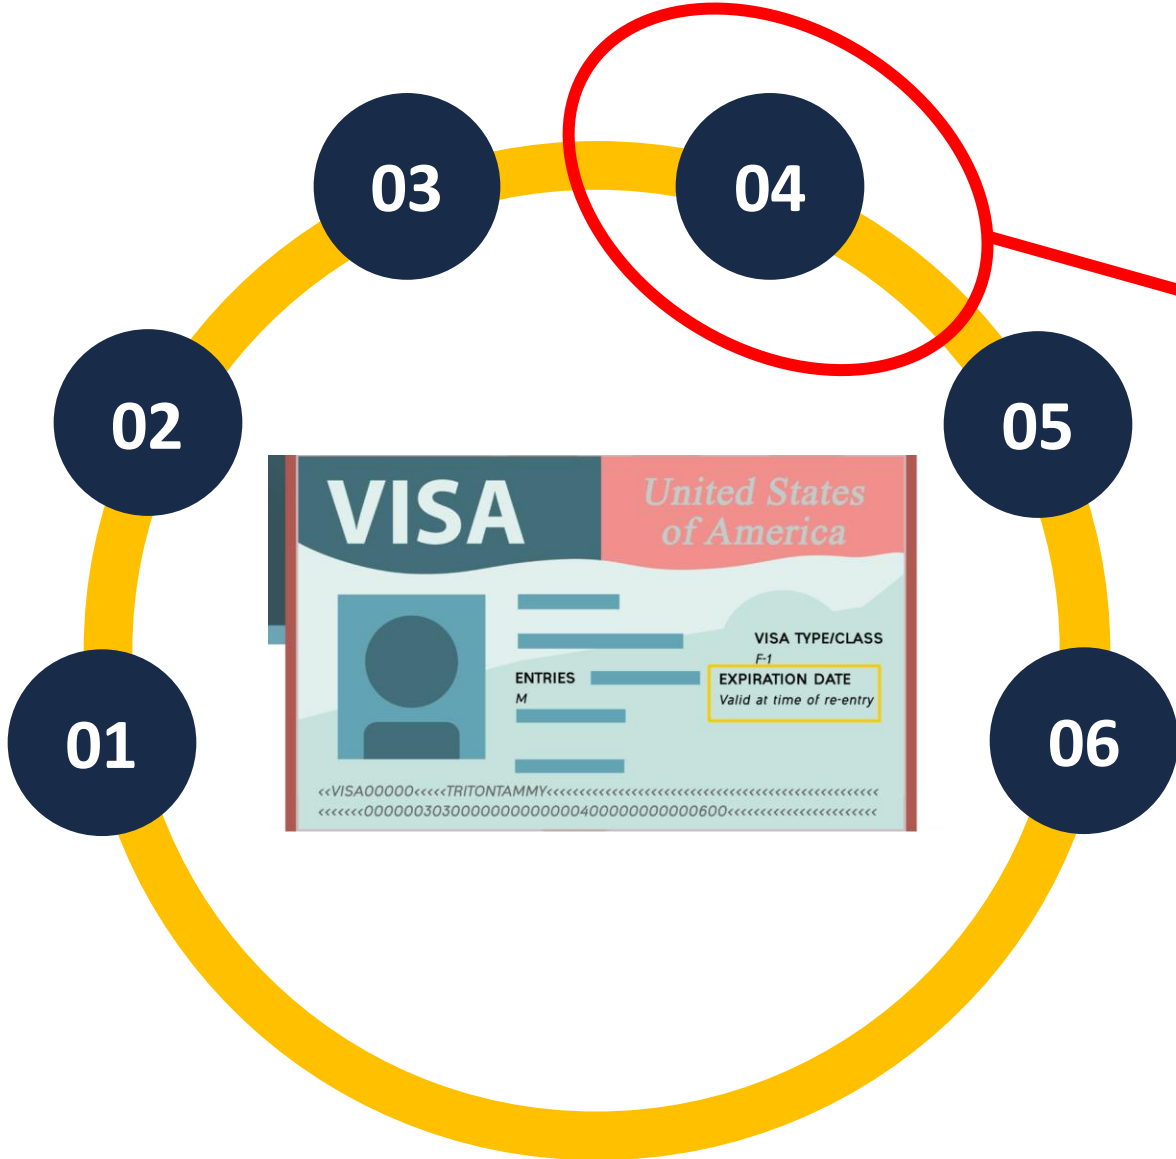 03
04
02
05
VISA
United States
of America
VISA TYPE/CLASS
F-1
ENTRIES
M
EXPIRATION DATE
Valid at time of re-entry
01
06
<<VISA00000<<<<<TRITONTAMMY<<<<<<<<<<<<<<<<<<<<<<<<<<<<<<<<<<<<<<<<<<<<<<<<<<
<<<<<<<0000003030000000000000400000000000600<<<<<<<<<<<<<<<<<<<<<<<